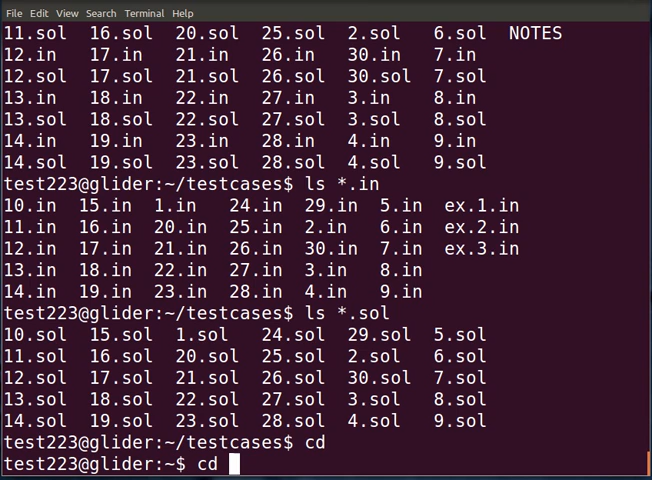 File Edit View Search Terminal Help
11.sol 16.sol 20.sol 25.sol 2.sol 6.sol NOTES
12.in 17.in 21.in 26.in 30.in 7.in
12.sol 17.sol 21.sol 26.sol 30.sol 7.sol
13.in 18.in 22.in 27.in 3.in 8.in
13.sol 18.sol 22.sol 27.sol 3.sol 8.sol
14.in 19.in 23.in 28.in 4.in 9.in
14.sol 19.sol 23.sol 28.sol 4.sol 9.sol
test223@glider:~/testcases$ ls *.in
10.in 15.in 1.in 24.in 29.in 5.in ex.1.in
11.in 16.in 20.in 25.in 2.in 6.in ex.2.in
12.in 17.in 21.in 26.in 30.in 7.in ex.3.in
13.in 18.in 22.in 27.in 3.in 8.in
14.in 19.in 23.in 28.in 4.in 9.in
test223@glider:~/testcases$ ls *.sol
10.sol 15.sol 1.sol 24.sol 29.sol 5.sol
11.sol 16.sol 20.sol 25.sol 2.sol 6.sol
12.sol 17.sol 21.sol 26.sol 30.sol 7.sol
13.sol 18.sol 22.sol 27.sol 3.sol 8.sol
14.sol 19.sol 23.sol 28.sol 4.sol 9.sol
test223@glider:~/testcases$ cd
test223@glider:~$ cd